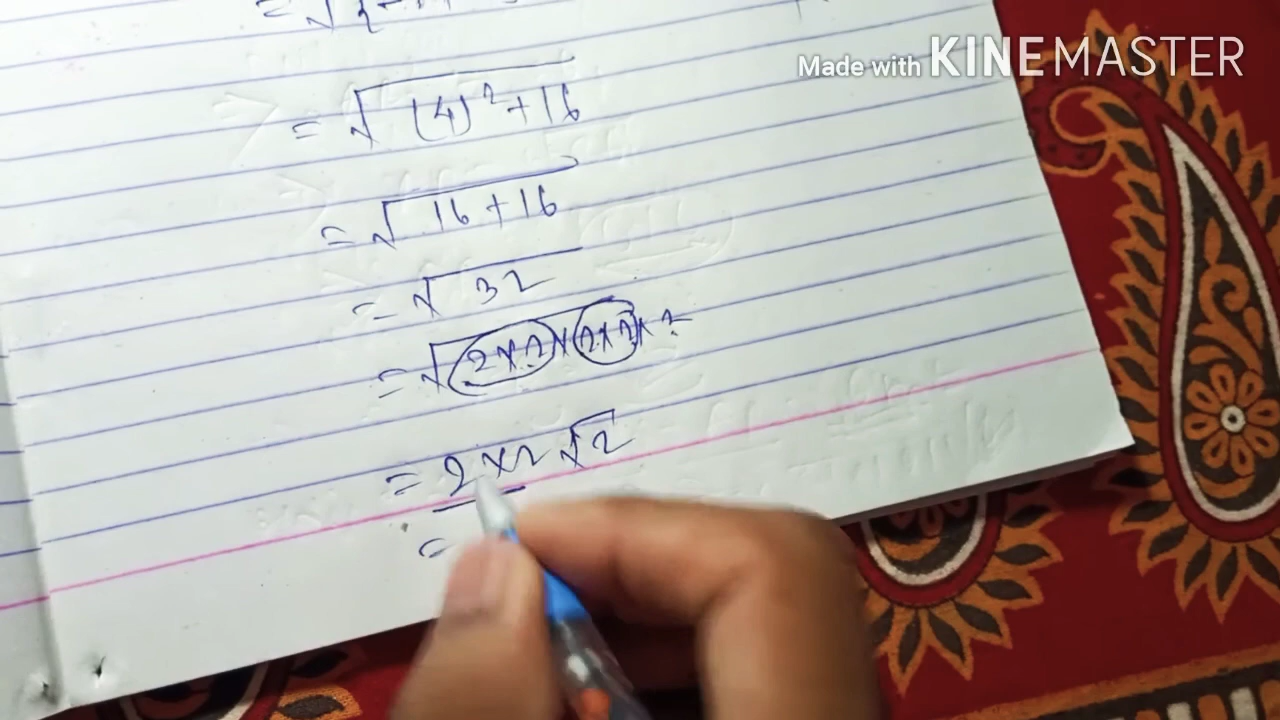 Made with KINEMASTER
= √(4)² + 16
= √16 + 16
= √32
= √2×2×2×2×2
= 2×2√2
=